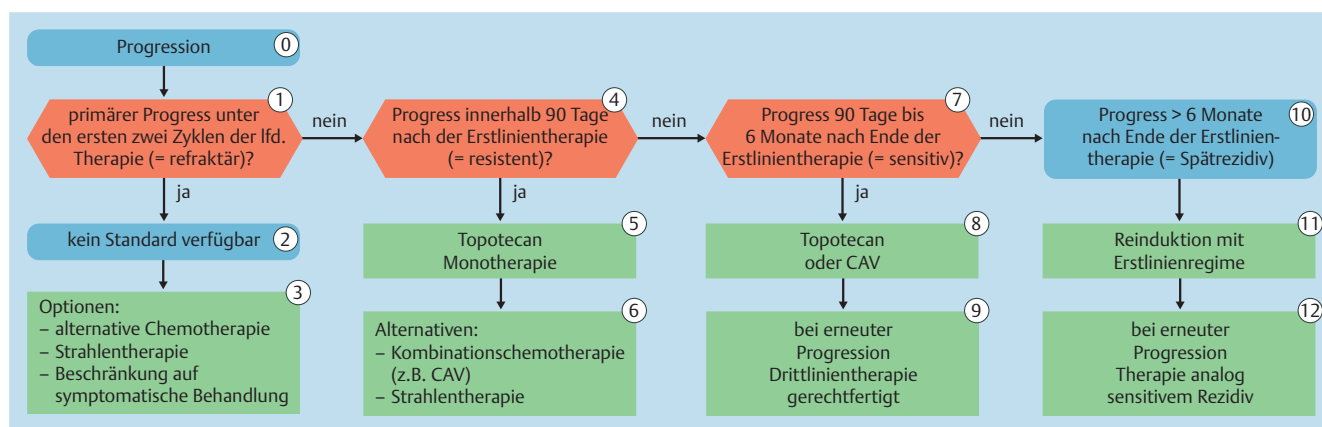 Progression
0
primärer Progress unter
den ersten zwei Zyklen der lfd.
Therapie (= refraktär)?
1
nein
ja
kein Standard verfügbar
2
Optionen:
– alternative Chemotherapie
– Strahlentherapie
– Beschränkung auf
symptomatische Behandlung
3
Progress innerhalb 90 Tage
nach der Erstlinientherapie
(= resistent)?
4
nein
ja
Topotecan
Monotherapie
5
Alternativen:
– Kombinationschemotherapie
(z.B. CAV)
– Strahlentherapie
6
Progress 90 Tage bis
6 Monate nach Ende der
Erstlinientherapie (= sensitiv)?
7
nein
ja
Topotecan
oder CAV
8
bei erneuter
Progression
Drittlinientherapie
gerechtfertigt
9
Progress > 6 Monate
nach Ende der Erstlinien-
therapie (= Spätrezidiv)
10
Reinduktion mit
Erstlinienregime
11
bei erneuter
Progression
Therapie analog
sensitivem Rezidiv
12